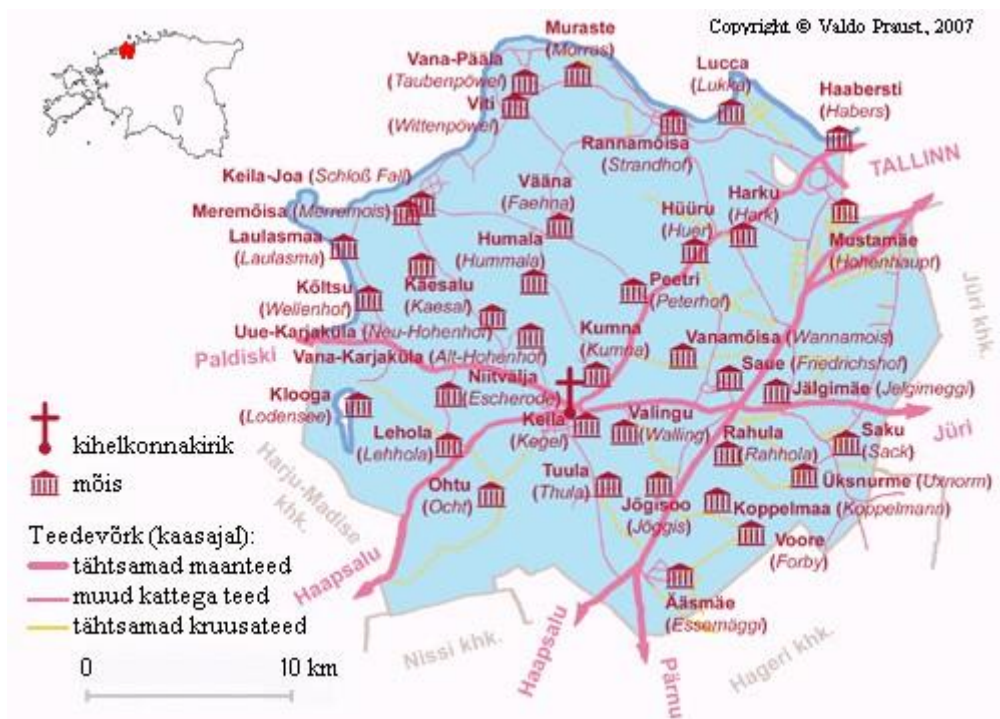 Copyright © Valdo Praust, 2007
Muraste
(Morras)
Vana-Pääla
(Taubenpöwel)
Lucca
(Lukka)
Viti
(Wittenpöwel)
Haabersti
(Habers)
Rannamõisa
(Strandhof)
TALLINN
Keila-Joa (Schloß Fall)
Vääna
(Faehna)
Harku
(Hark)
Meremõisa (Merremois)
Hüüru
(Huer)
Laulasmaa
(Laulasma)
Humala
(Hummala)
Mustamäe
(Hohenhaupt)
Käesalu
(Kaesal)
Peetri
(Peterhof)
Jüri khk.
Kõltsu
(Wellenhof)
Uue-Karjaküla (Neu-Hohenhof)
Kumna
(Kumna)
Vanamõisa (Wannamois)
Paldiski
Vana-Karjaküla (Alt-Hohenhof)
Saue (Friedrichshof)
Niitvälja
(Escherode)
Jälgimäe (Jelgimeggi)
Klooga
(Lodensee)
Keila
(Kegel)
Valingu
(Walling)
Jüri
kihelkonnakirik
Lehola
(Lehhola)
Rahula
(Rahhola)
Saku
(Sack)
mõis
Harju-Madise
khk.
Ohtu
(Ocht)
Tuula
(Thula)
Jõgisoo
(Jöggis)
Üksnurme (Uxnorm)
Koppelmaa (Koppelmann)
Voore
(Forby)
Teedevõrk (kaasajal):
tähtsamad maanteed
muud kattega teed
tähtsamad kruusateed
Haapsalu
Ääsmäe
(Essemäggi)
Nissi khk.
Haapsalu
Pärnu
Hageri khk.
0 10 km